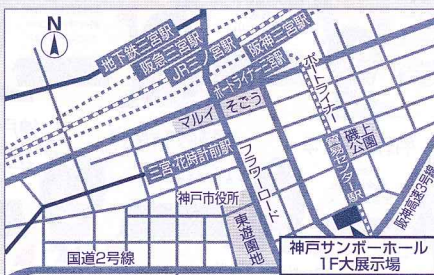 N
地下鉄三宮駅
阪急三宮駅
JR三ノ宮駅
阪神三宮駅
ポートライナー三宮駅
ポートライナー
マルイ
そごう
三宮・花時計前駅
フラワーロード
貿易センター駅
磯上
公園
神戸市役所
東遊園地
阪神高速3号線
国道2号線
神戸サンボーホール
1F大展示場